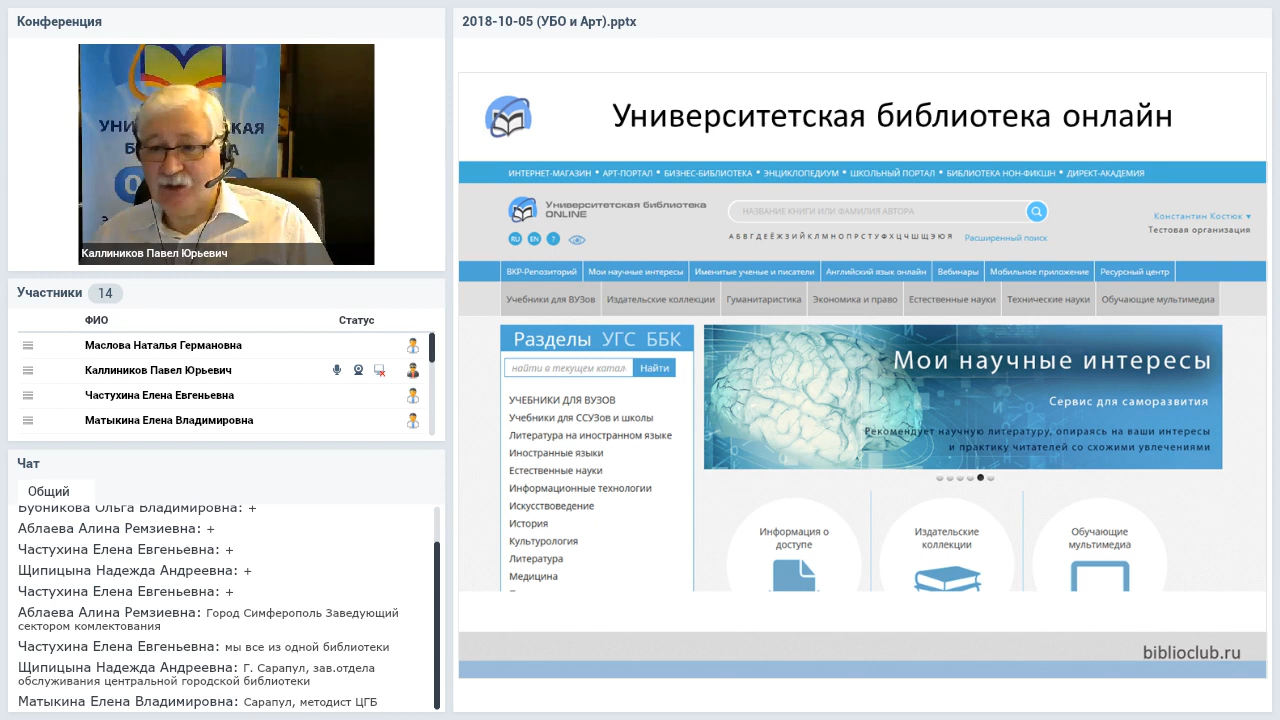 Конференция
УНИ
СКАЯ
Каллиников Павел Юрьевич
Участники 14
ФИО Статус
Маслова Наталья Германовна
Каллиников Павел Юрьевич
Частухина Елена Евгеньевна
Матыкина Елена Владимировна
Чат
Общий
Бубникова Ольга Владимировна: +
Аблаева Алина Ремзиевна: +
Частухина Елена Евгеньевна: +
Щипицына Надежда Андреевна: +
Частухина Елена Евгеньевна: +
Аблаева Алина Ремзиевна: Город Симферополь Заведующий
сектором комлектования
Частухина Елена Евгеньевна: мы все из одной библиотеки
Щипицына Надежда Андреевна: Г. Сарапул, зав.отдела
обслуживания центральной городской библиотеки
Матыкина Елена Владимировна: Сарапул, методист ЦГБ
2018-10-05 (УБО и Арт).pptx
Университетская библиотека онлайн
ИНТЕРНЕТ-МАГАЗИН • АРТ-ПОРТАЛ • БИЗНЕС-БИБЛИОТЕКА • ЭНЦИКЛОПЕДИУМ • ШКОЛЬНЫЙ ПОРТАЛ • БИБЛИОТЕКА НОН-ФИКШН • ДИРЕКТ-АКАДЕМИЯ
Университетская библиотека
ONLINE
НАЗВАНИЕ КНИГИ ИЛИ ФАМИЛИЯ АВТОРА
Константин Костюк ▼
Тестовая организация
RU EN ?
А Б В Г Д Е Ё Ж З И Й К Л М Н О П Р С Т У Ф Х Ц Ч Ш Щ Э Ю Я Расширенный поиск
ВКР-Репозиторий Мои научные интересы Именитые ученые и писатели Английский язык онлайн Вебинары Мобильное приложение Ресурсный центр
Учебники для ВУЗов Издательские коллекции Гуманитаристика Экономика и право Естественные науки Технические науки Обучающие мультимедиа
Разделы УГС ББК
найти в текущем катал Найти
УЧЕБНИКИ ДЛЯ ВУЗОВ
Учебники для ССУЗов и школы
Литература на иностранном языке
Иностранные языки
Естественные науки
Информационные технологии
Искусствоведение
История
Культурология
Литература
Медицина
Мои научные интересы
Сервис для саморазвития
Рекомендует научную литературу, опираясь на ваши интересы
и практику читателей со схожими увлечениями
Информация о
доступе
Издательские
коллекции
Обучающие
мультимедиа
biblioclub.ru